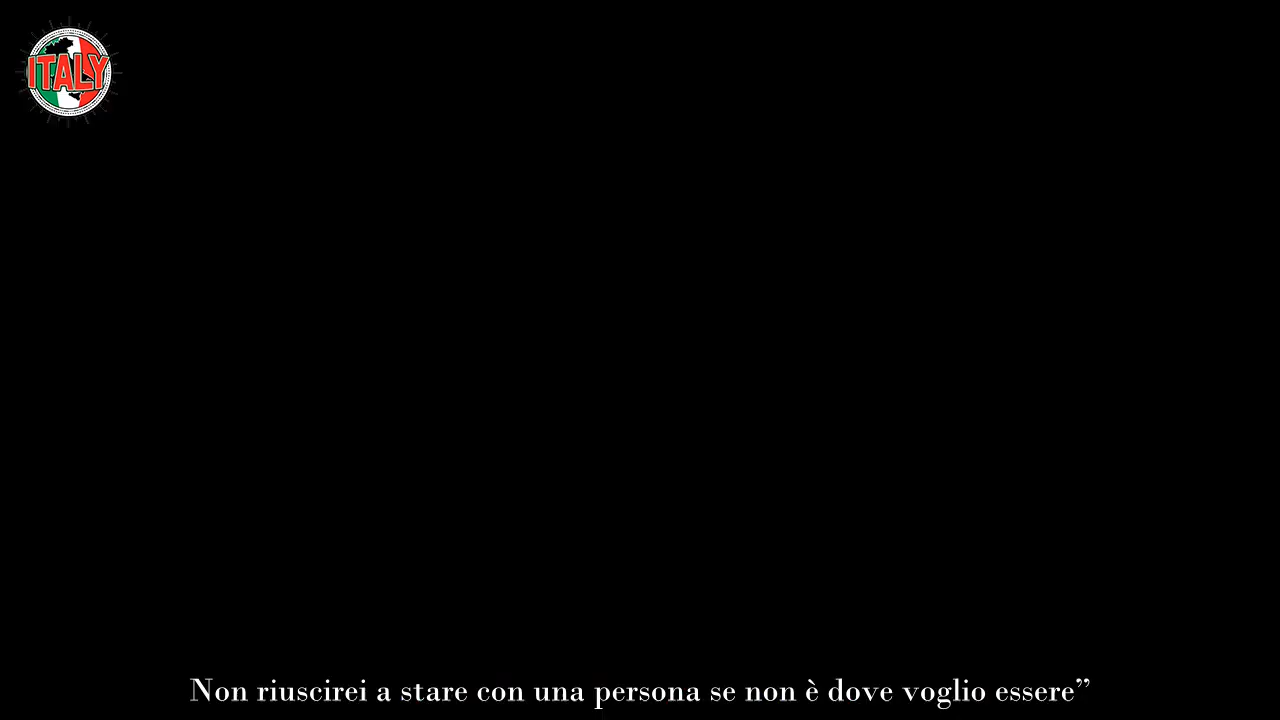 ITALY
Non riuscirei a stare con una persona se non è dove voglio essere”